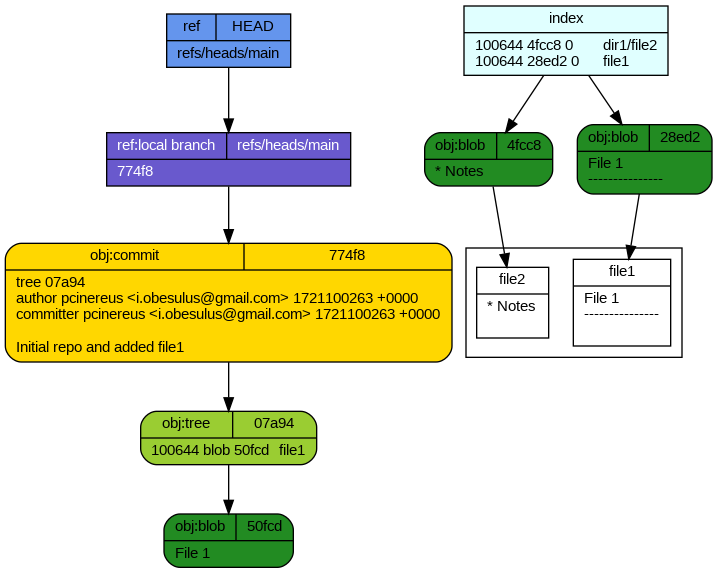 ref HEAD
refs/heads/main
ref:local branch refs/heads/main
774f8
obj:commit 774f8
tree 07a94
author pcinereus <i.obesulus@gmail.com> 1721100263 +0000
committer pcinereus <i.obesulus@gmail.com> 1721100263 +0000
Initial repo and added file1
obj:tree 07a94
100644 blob 50fcd file1
obj:blob 50fcd
File 1
index
100644 4fcc8 0 dir1/file2
100644 28ed2 0 file1
obj:blob 4fcc8
* Notes
obj:blob 28ed2
File 1
---------------
file2
* Notes
file1
File 1
---------------